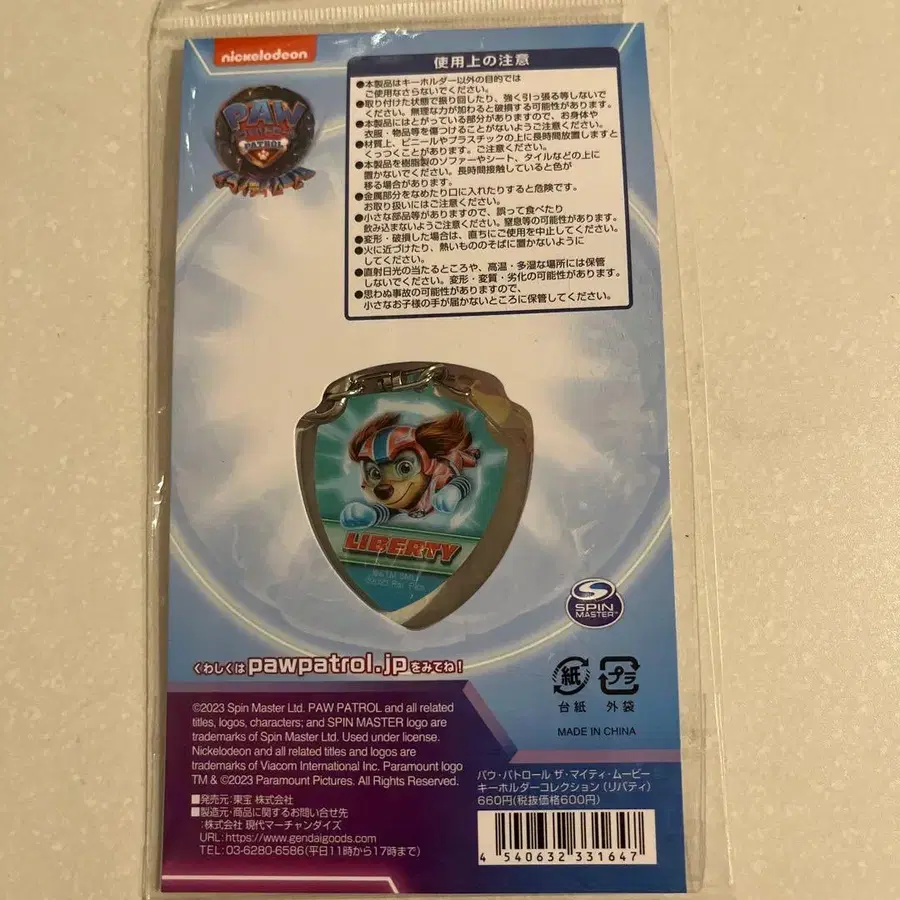 nickelodeon
PAW
PATROL
使用上の注意
●本製品はキーホルダー以外の目的では
ご使用なさらないでください。
●取り付けた状態で振り回したり、強く引っ張る等しないで
ください。無理な力が加わると破損する可能性があります。
●本製品にはとがっている部分がありますので、お身体や
衣服・物品等を傷つけることがないようご注意ください。
●材質上、ビニールやプラスチックの上に長時間放置しますと
くっつくことがあります。ご注意ください。
●本製品を樹脂製のソファーやシート、タイルなどの上に
置かないでください。長時間接触していると色が
移る場合があります。
●金属部分をなめたり口に入れたりすると危険です。
お取り扱いにはご注意ください。
●小さな部品等がありますので、誤って食べたり
飲み込まないようご注意ください。窒息等の可能性があります。
●変形・破損した場合は、直ちにご使用を中止してください。
●火に近づけたり、熱いもののそばに置かないように
してください。
●直射日光の当たるところや、高温・多湿な場所には保管
しないでください。変形・変質・劣化の可能性があります。
●思わぬ事故の可能性がありますので、
小さなお子様の手が届かないところに保管してください。
LIBERTY
SPIN
MASTER™
くわしくはpawpatrol.jpをみてね!
紙 プラ
台紙 外袋
MADE IN CHINA
©2023 Spin Master Ltd. PAW PATROL and all related
titles, logos, characters; and SPIN MASTER logo are
trademarks of Spin Master Ltd. Used under license.
Nickelodeon and all related titles and logos are
trademarks of Viacom International Inc. Paramount logo
TM & ©2023 Paramount Pictures. All Rights Reserved.
■発売元:東宝 株式会社
■製造元・商品に関するお問い合せ先
:株式会社 現代マーチャンダイズ
URL:https://www.gendaigoods.com
TEL:03-6280-6586(平日11時から17時まで)
パウ・パトロール ザ・マイティ・ムービー
キーホルダーコレクション(リバティ)
660円(税抜価格600円)
4 540632 331647